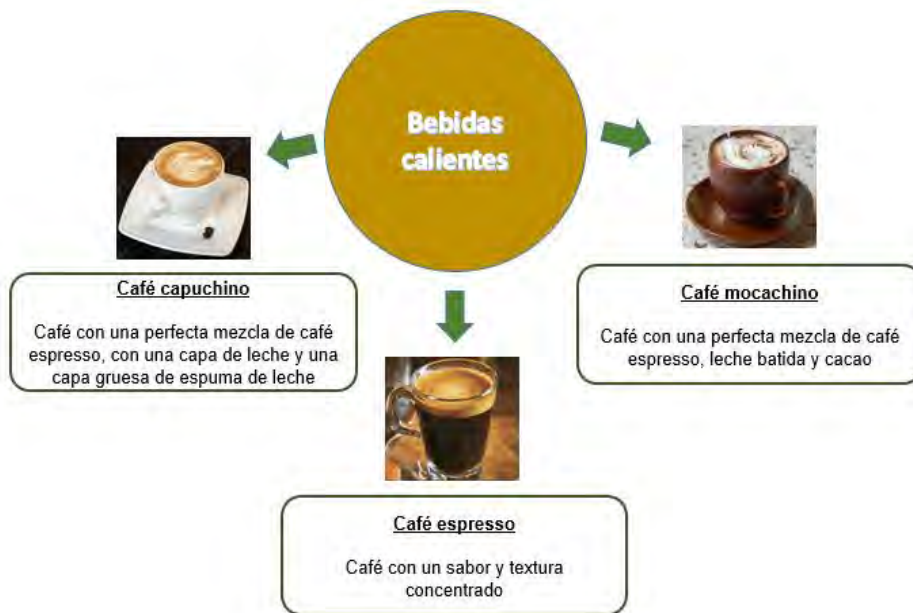 Bebidas
calientes
Café capuchino
Café con una perfecta mezcla de café
espresso, con una capa de leche y una
capa gruesa de espuma de leche
Café mocachino
Café con una perfecta mezcla de café
espresso, leche batida y cacao
Café espresso
Café con un sabor y textura
concentrado